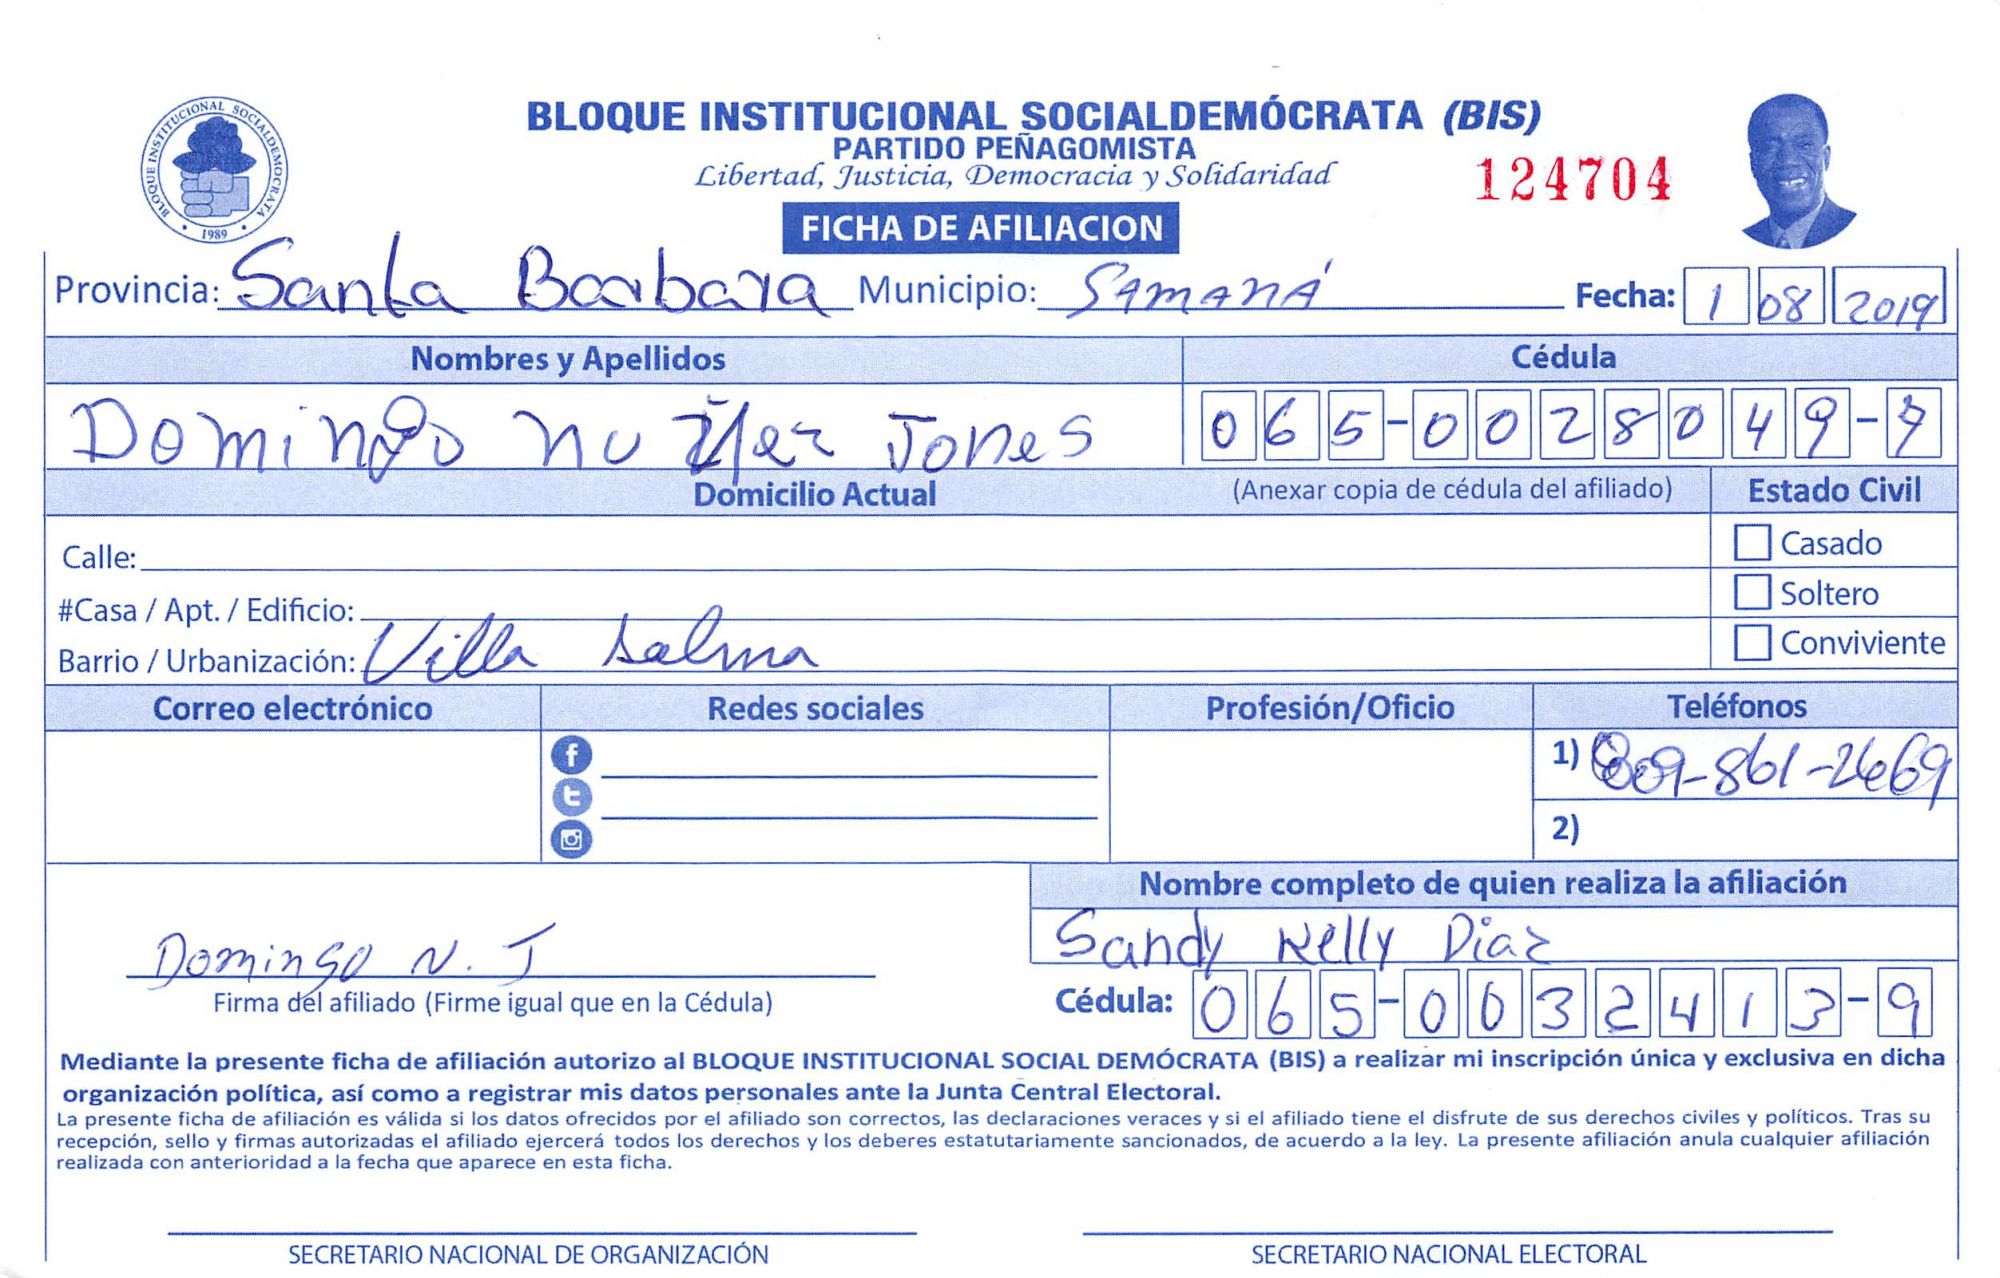 BLOQUE INSTITUCIONAL SOCIALDEMOCRATA
1989
BLOQUE INSTITUCIONAL SOCIALDEMÓCRATA (BIS)
PARTIDO PEÑAGOMISTA
Libertad, Justicia, Democracia y Solidaridad
124704
FICHA DE AFILIACION
Provincia: Santa Barbara Municipio: SAMANÁ Fecha: 1 08 2019
Nombres y Apellidos Cédula
Domingo Nuñez Jones 065-0028049-
Domicilio Actual (Anexar copia de cédula del afiliado) Estado Civil
Calle: Casado
#Casa / Apt. / Edificio: Soltero
Barrio / Urbanización: Villa Salma Conviviente
Correo electrónico Redes sociales Profesión/Oficio Teléfonos
1) 809-861-2669
2)
Nombre completo de quien realiza la afiliación
Sandy Kelly Diaz
Domingo N. J
Firma del afiliado (Firme igual que en la Cédula) Cédula: 065-0032413-9
Mediante la presente ficha de afiliación autorizo al BLOQUE INSTITUCIONAL SOCIAL DEMÓCRATA (BIS) a realizar mi inscripción única y exclusiva en dicha
organización política, así como a registrar mis datos personales ante la Junta Central Electoral.
La presente ficha de afiliación es válida si los datos ofrecidos por el afiliado son correctos, las declaraciones veraces y si el afiliado tiene el disfrute de sus derechos civiles y políticos. Tras su
recepción, sello y firmas autorizadas el afiliado ejercerá todos los derechos y los deberes estatutariamente sancionados, de acuerdo a la ley. La presente afiliación anula cualquier afiliación
realizada con anterioridad a la fecha que aparece en esta ficha.
SECRETARIO NACIONAL DE ORGANIZACIÓN SECRETARIO NACIONAL ELECTORAL